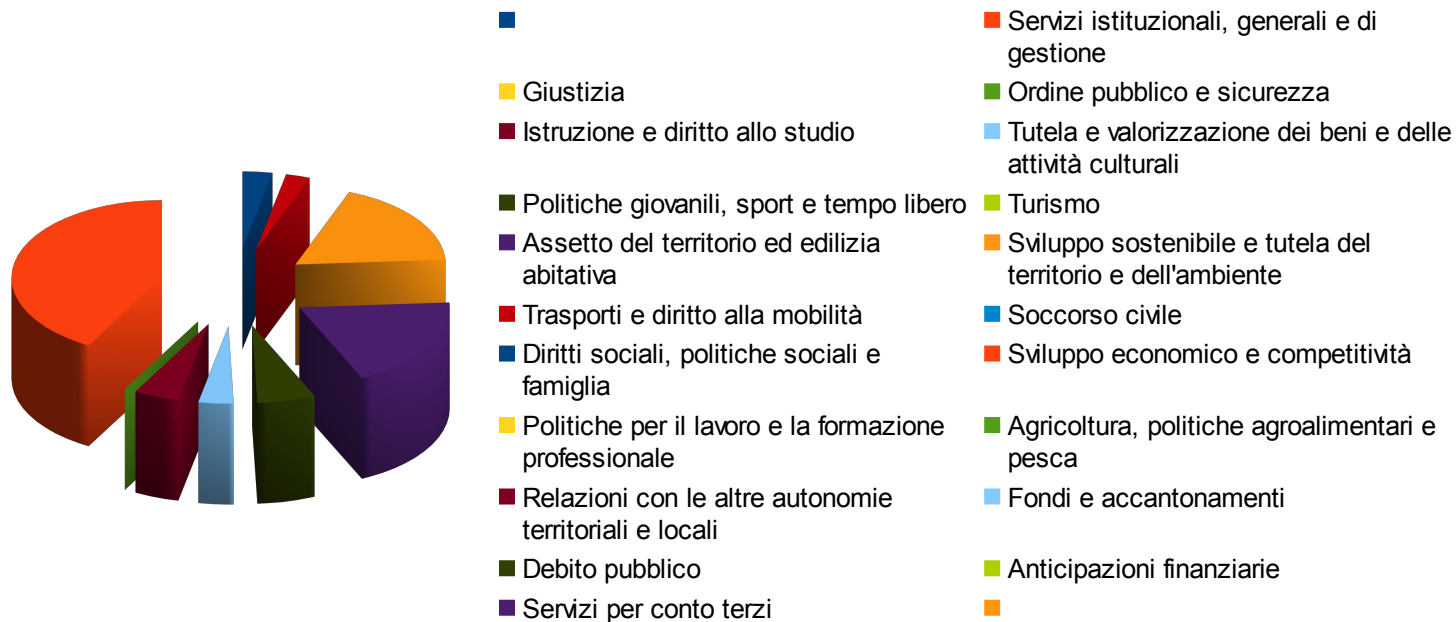 Servizi istituzionali, generali e di
gestione
Giustizia
Ordine pubblico e sicurezza
Istruzione e diritto allo studio
Tutela e valorizzazione dei beni e delle
attività culturali
Politiche giovanili, sport e tempo libero
Turismo
Assetto del territorio ed edilizia
abitativa
Sviluppo sostenibile e tutela del
territorio e dell'ambiente
Trasporti e diritto alla mobilità
Soccorso civile
Diritti sociali, politiche sociali e
famiglia
Sviluppo economico e competitività
Politiche per il lavoro e la formazione
professionale
Agricoltura, politiche agroalimentari e
pesca
Relazioni con le altre autonomie
territoriali e locali
Fondi e accantonamenti
Debito pubblico
Anticipazioni finanziarie
Servizi per conto terzi